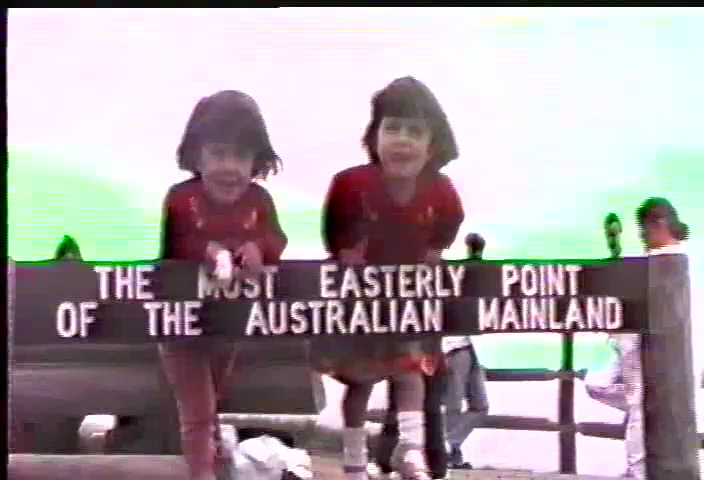 THE MOST EASTERLY POINT
OF THE AUSTRALIAN MAINLAND